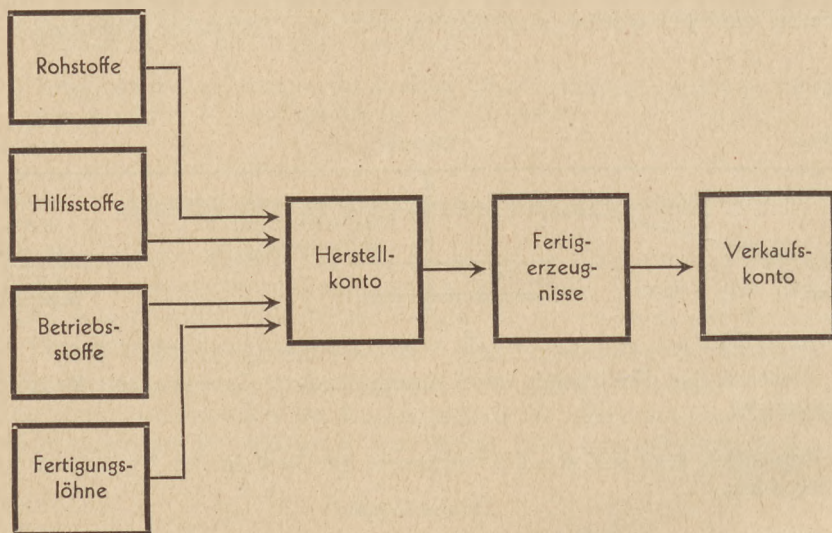 Rohstoffe
Hilfsstoffe
Betriebs-
stoffe
Fertigungs-
löhne
Herstell-
konto
Fertig-
erzeug-
nisse
Verkaufs-
konto